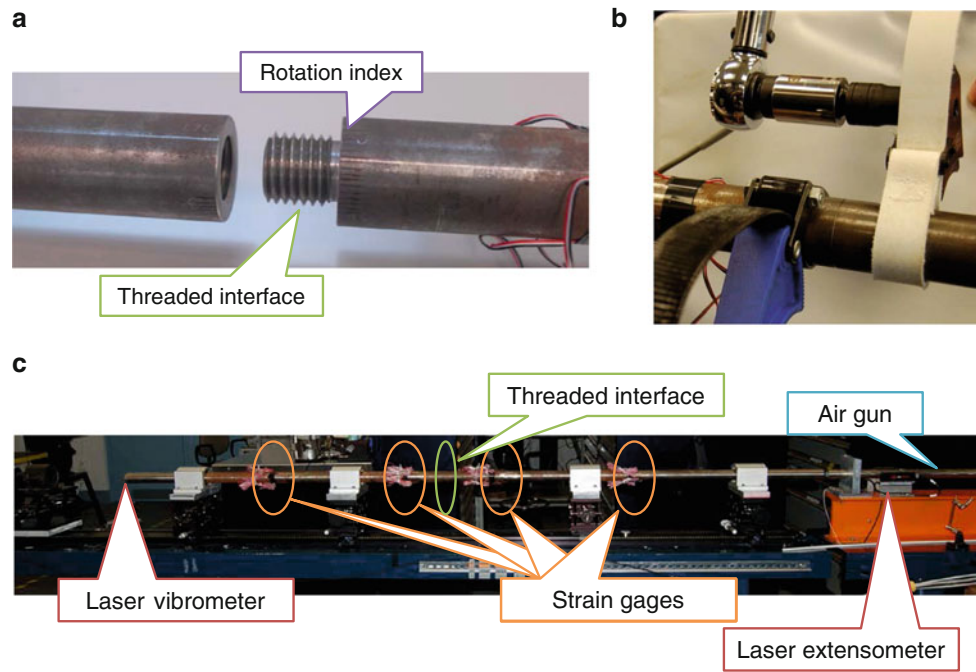 a
Rotation index
Threaded interface
b
c
Threaded interface
Air gun
Laser vibrometer
Strain gages
Laser extensometer